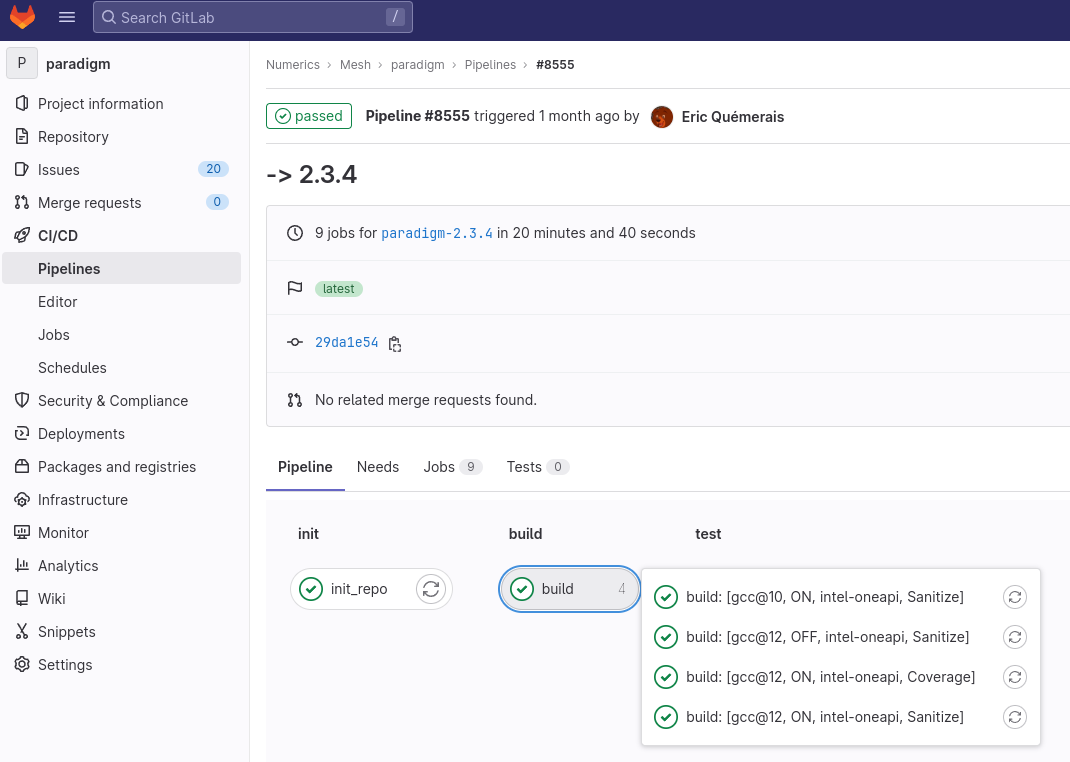 Search GitLab /
P paradigm
Project information
Repository
Issues 20
Merge requests 0
CI/CD
Pipelines
Editor
Jobs
Schedules
Security & Compliance
Deployments
Packages and registries
Infrastructure
Monitor
Analytics
Wiki
Snippets
Settings
Numerics › Mesh › paradigm › Pipelines › #8555
passed Pipeline #8555 triggered 1 month ago by Eric Quémerais
-> 2.3.4
9 jobs for paradigm-2.3.4 in 20 minutes and 40 seconds
latest
29da1e54
No related merge requests found.
Pipeline Needs Jobs 9 Tests 0
init build test
init_repo
build 4
build: [gcc@10, ON, intel-oneapi, Sanitize]
build: [gcc@12, OFF, intel-oneapi, Sanitize]
build: [gcc@12, ON, intel-oneapi, Coverage]
build: [gcc@12, ON, intel-oneapi, Sanitize]